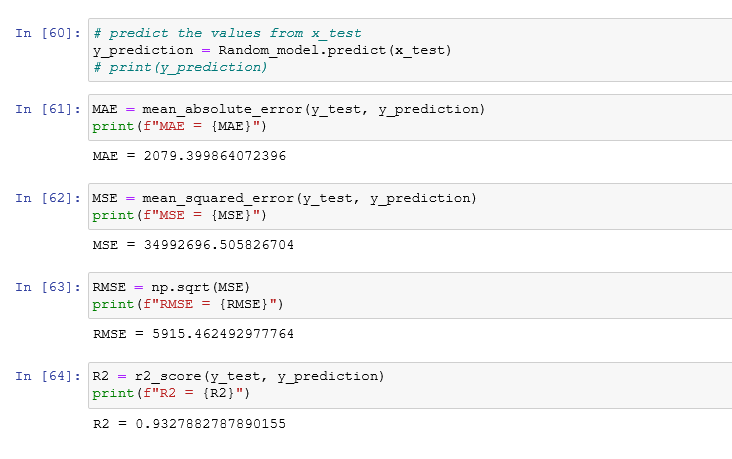 In [60]: # predict the values from x_test
y_prediction = Random_model.predict(x_test)
# print(y_prediction)
In [61]: MAE = mean_absolute_error(y_test, y_prediction)
print(f"MAE = {MAE}")
MAE = 2079.399864072396
In [62]: MSE = mean_squared_error(y_test, y_prediction)
print(f"MSE = {MSE}")
MSE = 34992696.505826704
In [63]: RMSE = np.sqrt(MSE)
print(f"RMSE = {RMSE}")
RMSE = 5915.462492977764
In [64]: R2 = r2_score(y_test, y_prediction)
print(f"R2 = {R2}")
R2 = 0.9327882787890155